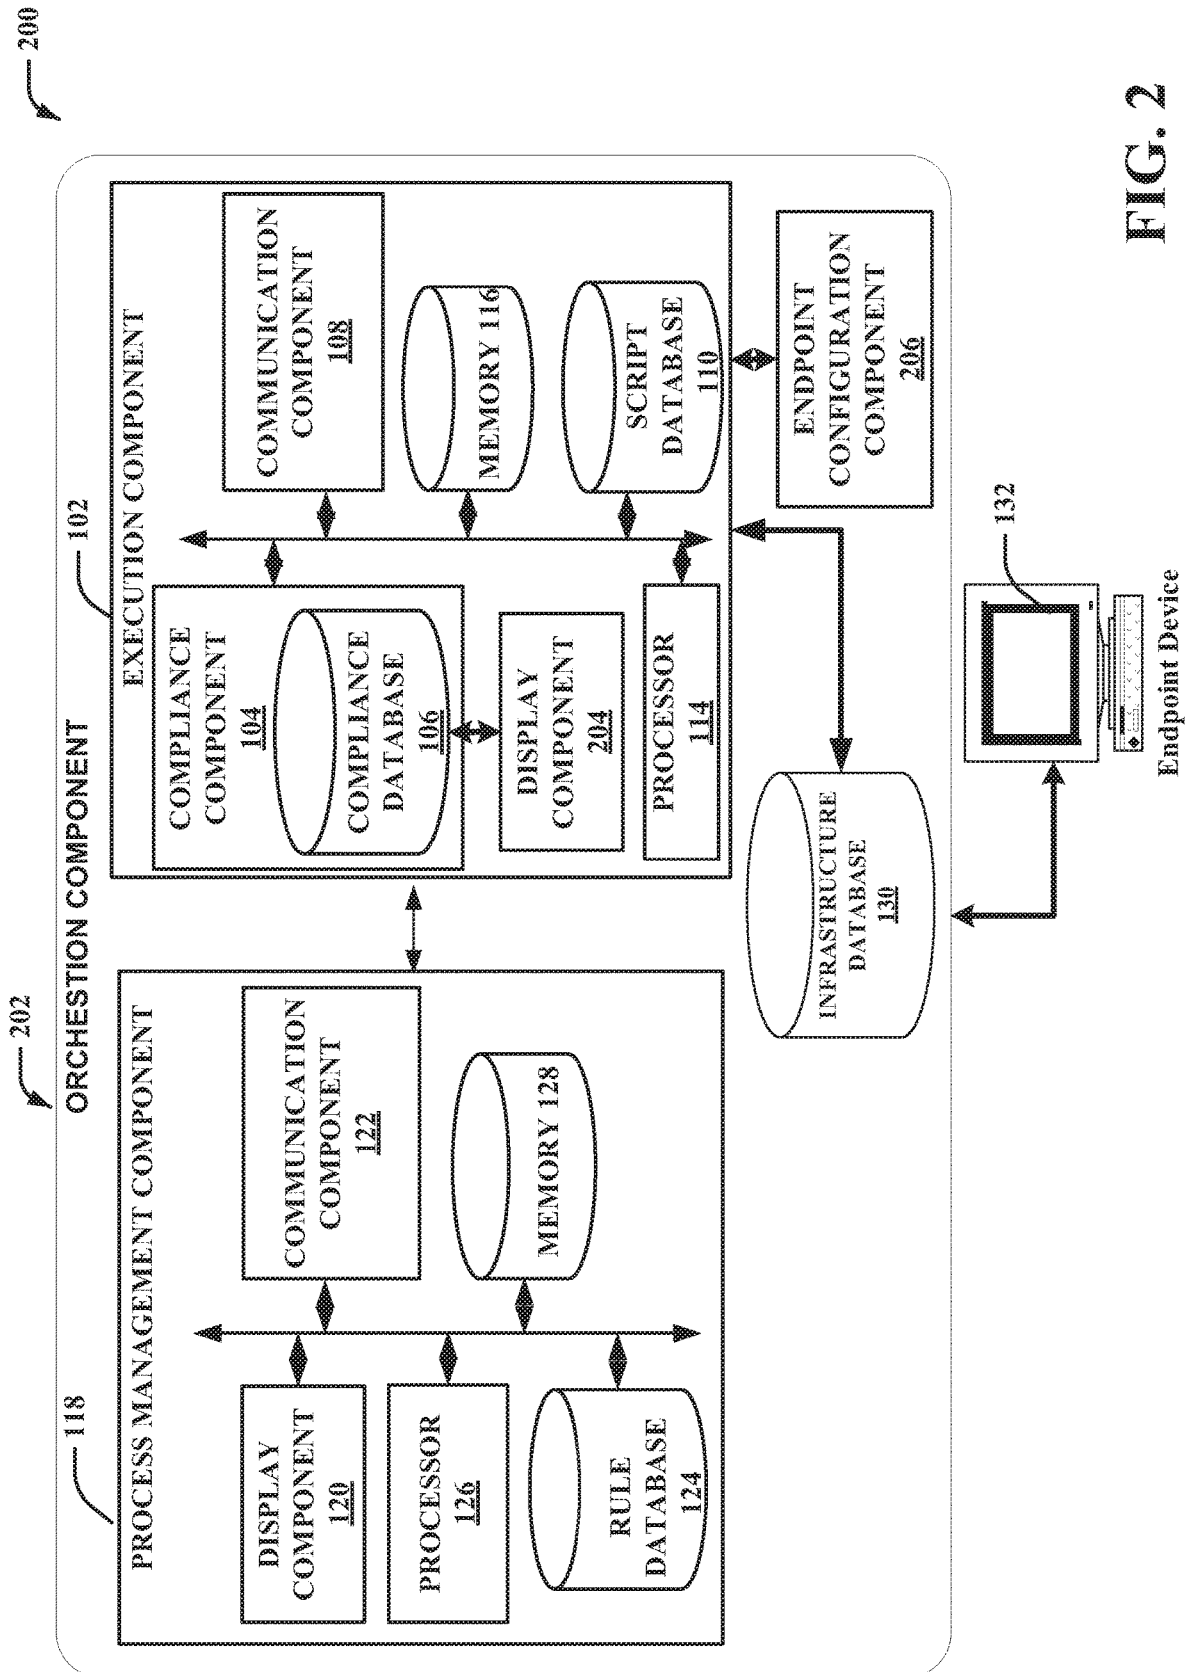 200
202
ORCHESTION COMPONENT
118
PROCESS MANAGEMENT COMPONENT
DISPLAY
COMPONENT
120
COMMUNICATION
COMPONENT
122
PROCESSOR
126
MEMORY 128
RULE
DATABASE
124
102
EXECUTION COMPONENT
COMPLIANCE
COMPONENT
104
COMPLIANCE
DATABASE
106
COMMUNICATION
COMPONENT
108
MEMORY 116
DISPLAY
COMPONENT
204
SCRIPT
DATABASE
110
PROCESSOR
114
INFRASTRUCTURE
DATABASE
130
ENDPOINT
CONFIGURATION
COMPONENT
206
132
Endpoint Device
FIG. 2